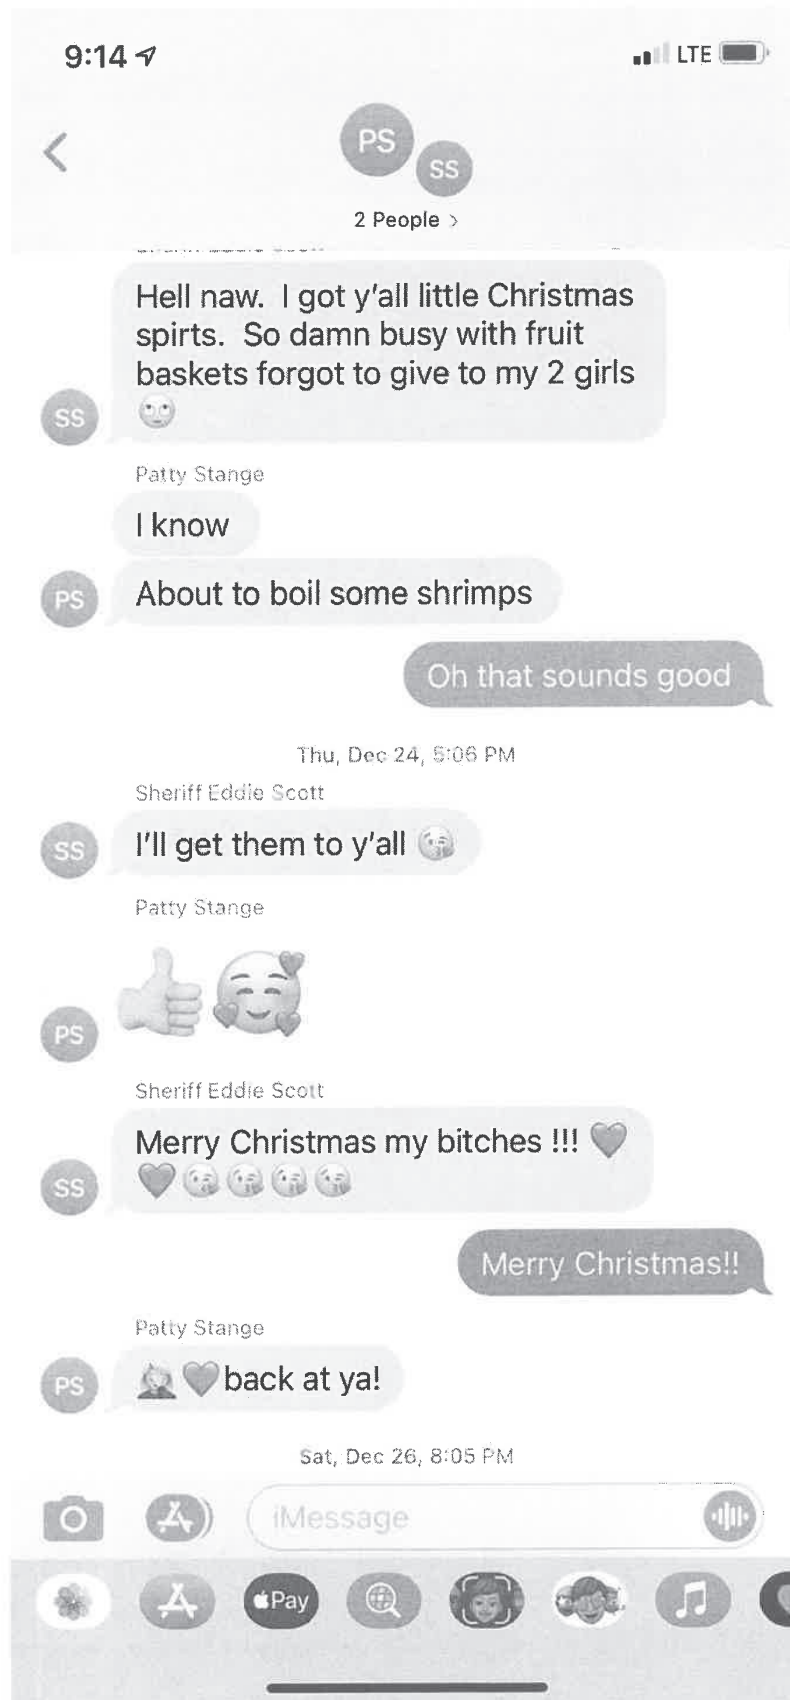 9:14
LTE
PS
SS
2 People >
Hell naw.  I got y'all little Christmas
spirts.  So damn busy with fruit
baskets forgot to give to my 2 girls
🙄
SS
Patty Stange
I know
PS
About to boil some shrimps
Oh that sounds good
Thu, Dec 24, 5:06 PM
Sheriff Eddie Scott
SS
I'll get them to y'all 😘
Patty Stange
👍🥰
PS
Sheriff Eddie Scott
Merry Christmas my bitches !!! ❤️
❤️😘😘😘😘
SS
Merry Christmas!!
Patty Stange
PS
❤️back at ya!
Sat, Dec 26, 8:05 PM
iMessage
Pay